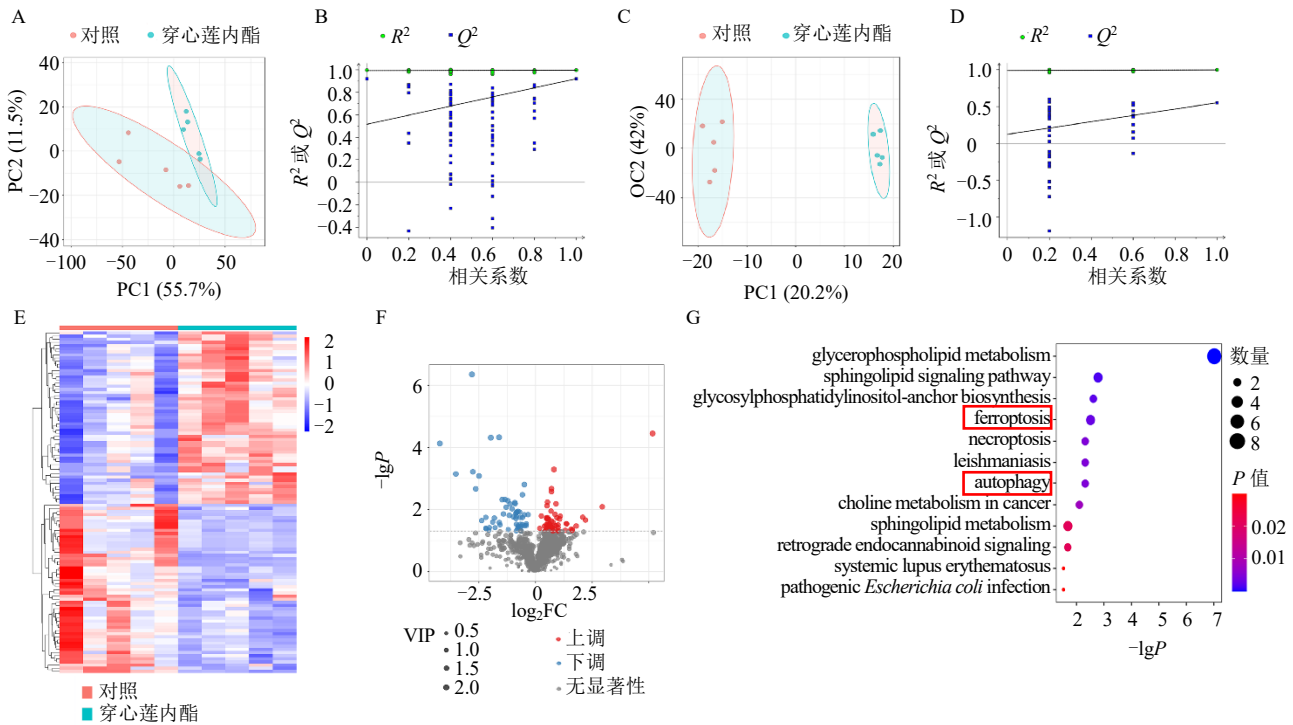 A
对照 穿心莲内酯
40
20
0
−20
−40
PC2 (11.5%)
−100 −50 0 50
PC1 (55.7%)
B
R² Q²
1.0
0.8
0.6
0.4
0.2
0
−0.2
−0.4
R² 或 Q²
0 0.2 0.4 0.6 0.8 1.0
相关系数
C
对照 穿心莲内酯
40
0
−40
OC2 (42%)
−20 −10 0 10 20
PC1 (20.2%)
D
R² Q²
1.0
0.5
0
−0.5
−1.0
R² 或 Q²
0 0.2 0.4 0.6 0.8 1.0
相关系数
E
2
1
0
−1
−2
对照
穿心莲内酯
F
6
4
2
0
−lgP
−2.5 0 2.5
log₂FC
VIP
0.5
1.0
1.5
2.0
上调
下调
无显著性
G
glycerophospholipid metabolism
sphingolipid signaling pathway
glycosylphosphatidylinositol-anchor biosynthesis
ferroptosis
necroptosis
leishmaniasis
autophagy
choline metabolism in cancer
sphingolipid metabolism
retrograde endocannabinoid signaling
systemic lupus erythematosus
pathogenic Escherichia coli infection
2 3 4 5 6 7
−lgP
数量
2
4
6
8
P 值
0.02
0.01